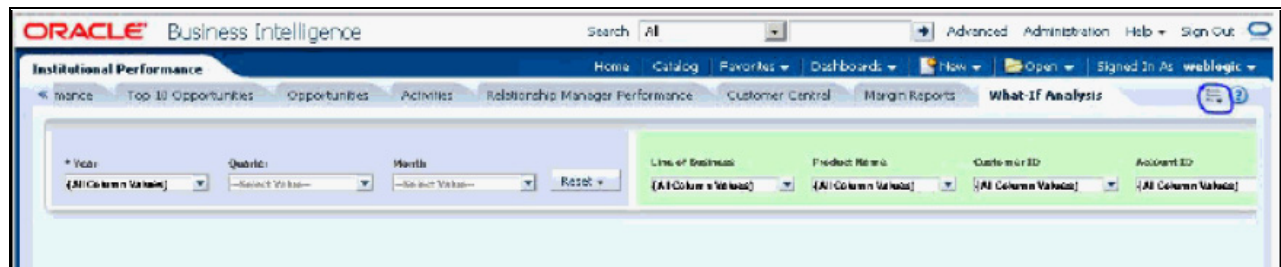 ORACLE Business Intelligence Search All Advanced Administration Help Sign Out
Institutional Performance Home Catalog Favorites Dashboards New Open Signed In As weblogic
« mance Top 10 Opportunities Opportunities Activities Relationship Manager Performance Customer Central Margin Reports What-If Analysis ?
* Year Quarter Month Line of Business Product Name Customer ID Account ID
(All Column Values) --Select Value-- --Select Value-- Reset (All Column Values) (All Column Values) (All Column Values) (All Column Values)